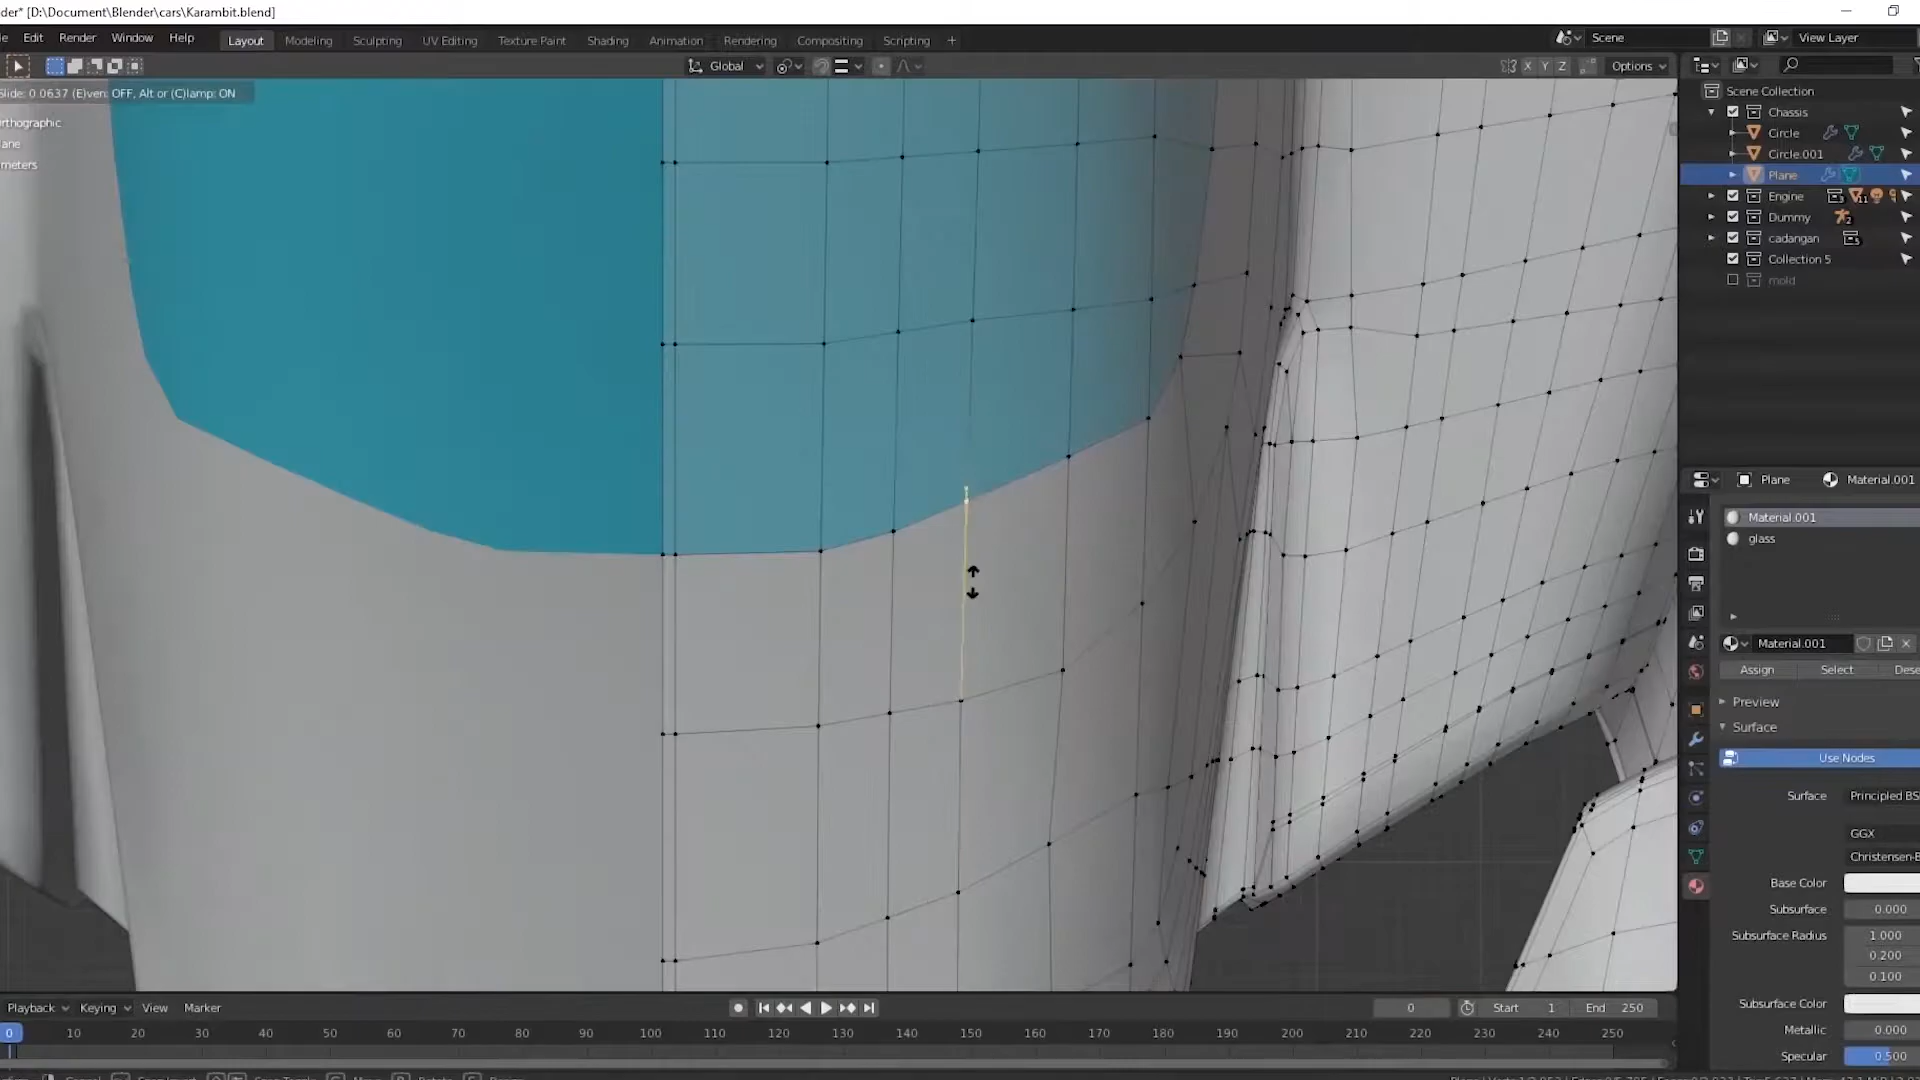 der* [D:\Document\Blender\cars\Karambit.blend]
Edit Render Window Help Layout Modeling Sculpting UV Editing Texture Paint Shading Animation Rendering Compositing Scripting + Scene View Layer
Global X Y Z Options
Slide: 0.0637 (E)ven: OFF, Alt or (C)lamp: ON
rthographic
lane
meters
Scene Collection
Chassis
Circle
Circle.001
Plane
Engine 3 11
Dummy 2
cadangan 5
Collection 5
mold
Plane Material.001
Material.001
glass
Material.001
Assign Select Dese
Preview
Surface
Use Nodes
Surface Principled BS
GGX
Christensen-B
Base Color
Subsurface 0.000
Subsurface Radius 1.000
0.200
0.100
Subsurface Color
Metallic 0.000
Specular 0.500
Playback Keying View Marker 0 Start 1 End 250
0 10 20 30 40 50 60 70 80 90 100 110 120 130 140 150 160 170 180 190 200 210 220 230 240 250